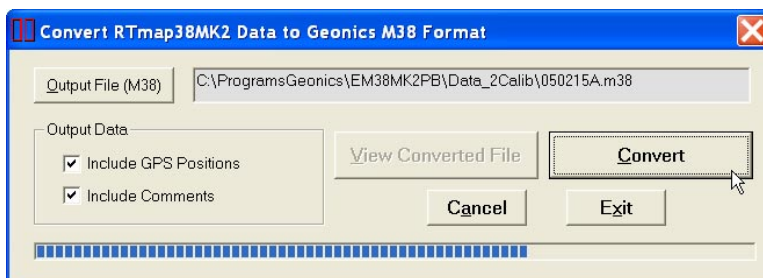 Convert RTmap38MK2 Data to Geonics M38 Format
Output File (M38)
C:\ProgramsGeonics\EM38MK2PB\Data_2Calib\050215A.m38
Output Data
Include GPS Positions
Include Comments
View Converted File
Convert
Cancel
Exit